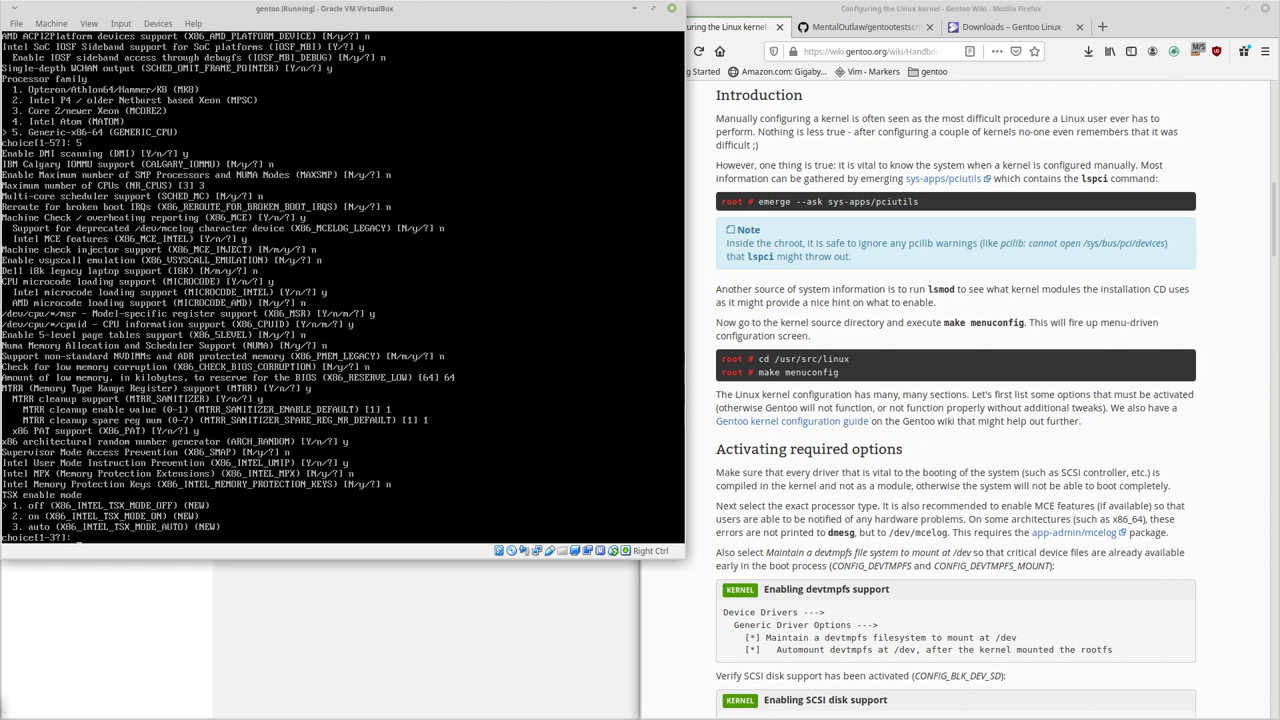 gentoo [Running] - Oracle VM VirtualBox
File Machine View Input Devices Help
AMD ACPI2Platform devices support (X86_AMD_PLATFORM_DEVICE) [N/y/?] n
Intel SoC IOSF Sideband support for SoC platforms (IOSF_MBI) [Y/?] y
Enable IOSF sideband access through debugfs (IOSF_MBI_DEBUG) [N/y/?] n
Single-depth WCHAN output (SCHED_OMIT_FRAME_POINTER) [Y/n/?] y
Processor family
1. Opteron/Athlon64/Hammer/K8 (MK8)
2. Intel P4 / older Netburst based Xeon (MPSC)
3. Core 2/newer Xeon (MCORE2)
4. Intel Atom (MATOM)
> 5. Generic-x86-64 (GENERIC_CPU)
choice[1-5?]: 5
Enable DMI scanning (DMI) [Y/n/?] y
IBM Calgary IOMMU support (CALGARY_IOMMU) [N/y/?] n
Enable Maximum number of SMP Processors and NUMA Nodes (MAXSMP) [N/y/?] n
Maximum number of CPUs (NR_CPUS) [3] 3
Multi-core scheduler support (SCHED_MC) [N/y/?] n
Reroute for broken boot IRQs (X86_REROUTE_FOR_BROKEN_BOOT_IRQS) [N/y/?] n
Machine Check / overheating reporting (X86_MCE) [Y/n/?] y
Support for deprecated /dev/mcelog character device (X86_MCELOG_LEGACY) [N/y/?] n
Intel MCE features (X86_MCE_INTEL) [Y/n/?] y
Machine check injector support (X86_MCE_INJECT) [N/m/y/?] n
Enable vsyscall emulation (X86_VSYSCALL_EMULATION) [N/y/?] n
Dell i8k legacy laptop support (I8K) [N/m/y/?] n
CPU microcode loading support (MICROCODE) [Y/n/?] y
Intel microcode loading support (MICROCODE_INTEL) [Y/n/?] y
AMD microcode loading support (MICROCODE_AMD) [N/y/?] n
/dev/cpu/*/msr - Model-specific register support (X86_MSR) [Y/n/m/?] y
/dev/cpu/*/cpuid - CPU information support (X86_CPUID) [Y/n/m/?] y
Enable 5-level page tables support (X86_5LEVEL) [N/y/?] n
Numa Memory Allocation and Scheduler Support (NUMA) [N/y/?] n
Support non-standard NVDIMMs and ADR protected memory (X86_PMEM_LEGACY) [N/m/y/?] n
Check for low memory corruption (X86_CHECK_BIOS_CORRUPTION) [N/y/?] n
Amount of low memory, in kilobytes, to reserve for the BIOS (X86_RESERVE_LOW) [64] 64
MTRR (Memory Type Range Register) support (MTRR) [Y/n/?] y
MTRR cleanup support (MTRR_SANITIZER) [Y/n/?] y
MTRR cleanup enable value (0-1) (MTRR_SANITIZER_ENABLE_DEFAULT) [1] 1
MTRR cleanup spare reg num (0-7) (MTRR_SANITIZER_SPARE_REG_NR_DEFAULT) [1] 1
x86 PAT support (X86_PAT) [Y/n/?] y
x86 architectural random number generator (ARCH_RANDOM) [Y/n/?] y
Supervisor Mode Access Prevention (X86_SMAP) [N/y/?] n
Intel User Mode Instruction Prevention (X86_INTEL_UMIP) [Y/n/?] y
Intel MPX (Memory Protection Extensions) (X86_INTEL_MPX) [N/y/?] n
Intel Memory Protection Keys (X86_INTEL_MEMORY_PROTECTION_KEYS) [N/y/?] n
TSX enable mode
> 1. off (X86_INTEL_TSX_MODE_OFF) (NEW)
2. on (X86_INTEL_TSX_MODE_ON) (NEW)
3. auto (X86_INTEL_TSX_MODE_AUTO) (NEW)
choice[1-3?]: _
Right Ctrl
Configuring the Linux kernel - Gentoo Wiki - Mozilla Firefox
uring the Linux kernel - G
MentalOutlaw/gentootestscri
Downloads – Gentoo Linux
https://wiki.gentoo.org/wiki/Handbo
g Started Amazon.com: Gigaby... Vim - Markers gentoo
Introduction
Manually configuring a kernel is often seen as the most difficult procedure a Linux user ever has to
perform. Nothing is less true - after configuring a couple of kernels no-one even remembers that it was
difficult ;)
However, one thing is true: it is vital to know the system when a kernel is configured manually. Most
information can be gathered by emerging sys-apps/pciutils which contains the lspci command:
root # emerge --ask sys-apps/pciutils
Note
Inside the chroot, it is safe to ignore any pcilib warnings (like pcilib: cannot open /sys/bus/pci/devices)
that lspci might throw out.
Another source of system information is to run lsmod to see what kernel modules the installation CD uses
as it might provide a nice hint on what to enable.
Now go to the kernel source directory and execute make menuconfig. This will fire up menu-driven
configuration screen.
root # cd /usr/src/linux
root # make menuconfig
The Linux kernel configuration has many, many sections. Let's first list some options that must be activated
(otherwise Gentoo will not function, or not function properly without additional tweaks). We also have a
Gentoo kernel configuration guide on the Gentoo wiki that might help out further.
Activating required options
Make sure that every driver that is vital to the booting of the system (such as SCSI controller, etc.) is
compiled in the kernel and not as a module, otherwise the system will not be able to boot completely.
Next select the exact processor type. It is also recommended to enable MCE features (if available) so that
users are able to be notified of any hardware problems. On some architectures (such as x86_64), these
errors are not printed to dmesg, but to /dev/mcelog. This requires the app-admin/mcelog package.
Also select Maintain a devtmpfs file system to mount at /dev so that critical device files are already available
early in the boot process (CONFIG_DEVTMPFS and CONFIG_DEVTMPFS_MOUNT):
KERNEL Enabling devtmpfs support
Device Drivers --->
Generic Driver Options --->
[*] Maintain a devtmpfs filesystem to mount at /dev
[*] Automount devtmpfs at /dev, after the kernel mounted the rootfs
Verify SCSI disk support has been activated (CONFIG_BLK_DEV_SD):
KERNEL Enabling SCSI disk support